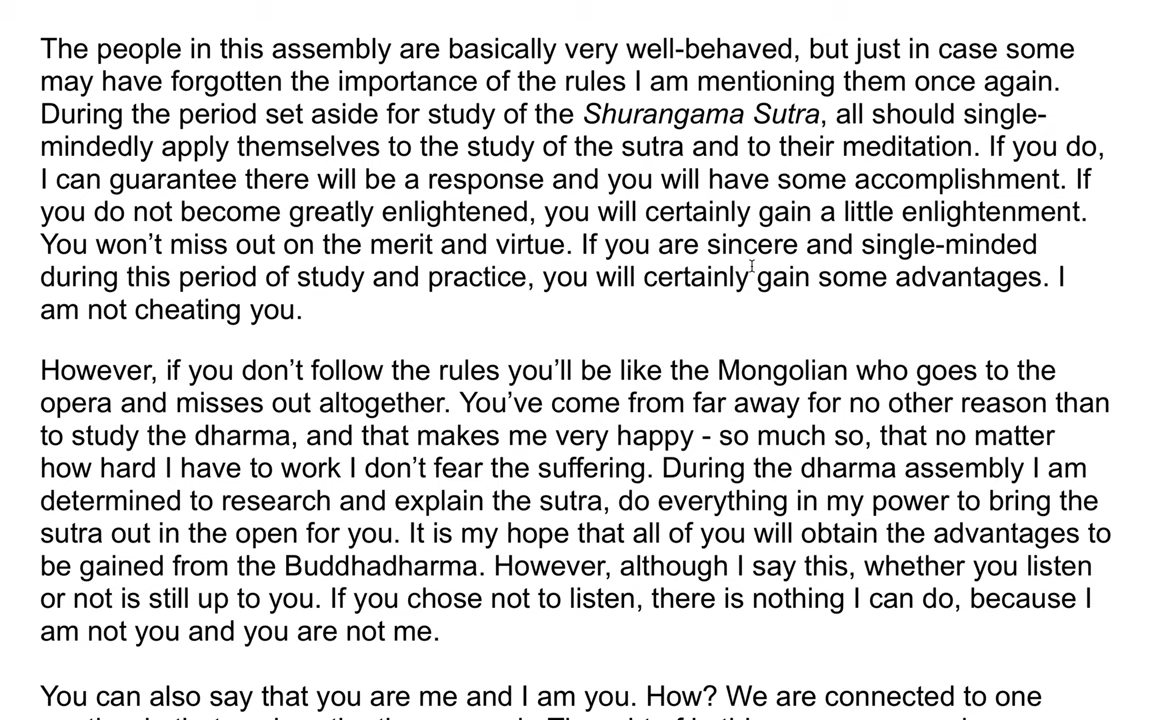 The people in this assembly are basically very well-behaved, but just in case some
may have forgotten the importance of the rules I am mentioning them once again.
During the period set aside for study of the Shurangama Sutra, all should single-
mindedly apply themselves to the study of the sutra and to their meditation. If you do,
I can guarantee there will be a response and you will have some accomplishment. If
you do not become greatly enlightened, you will certainly gain a little enlightenment.
You won’t miss out on the merit and virtue. If you are sincere and single-minded
during this period of study and practice, you will certainly gain some advantages. I
am not cheating you.
However, if you don’t follow the rules you’ll be like the Mongolian who goes to the
opera and misses out altogether. You’ve come from far away for no other reason than
to study the dharma, and that makes me very happy - so much so, that no matter
how hard I have to work I don’t fear the suffering. During the dharma assembly I am
determined to research and explain the sutra, do everything in my power to bring the
sutra out in the open for you. It is my hope that all of you will obtain the advantages to
be gained from the Buddhadharma. However, although I say this, whether you listen
or not is still up to you. If you chose not to listen, there is nothing I can do, because I
am not you and you are not me.
You can also say that you are me and I am you. How? We are connected to one